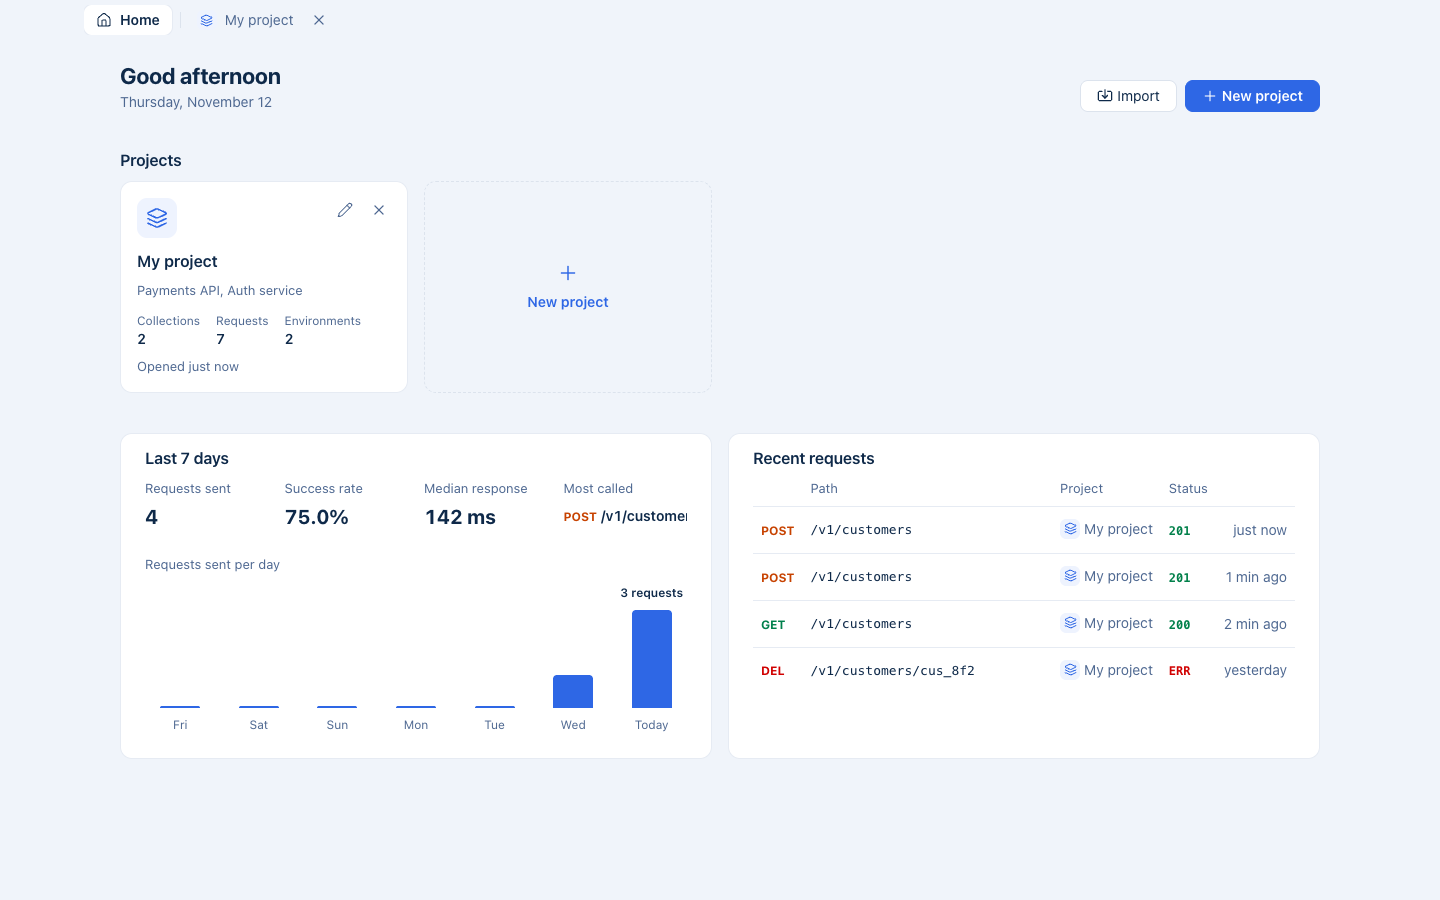 Home
My project
Good afternoon
Thursday, November 12
Import
New project
Projects
My project
Payments API, Auth service
Collections Requests Environments
2 7 2
Opened just now
New project
Last 7 days
Requests sent Success rate Median response Most called
4 75.0% 142 ms POST /v1/customer
Requests sent per day
3 requests
Fri Sat Sun Mon Tue Wed Today
Recent requests
Path Project Status
POST /v1/customers My project 201 just now
POST /v1/customers My project 201 1 min ago
GET /v1/customers My project 200 2 min ago
DEL /v1/customers/cus_8f2 My project ERR yesterday